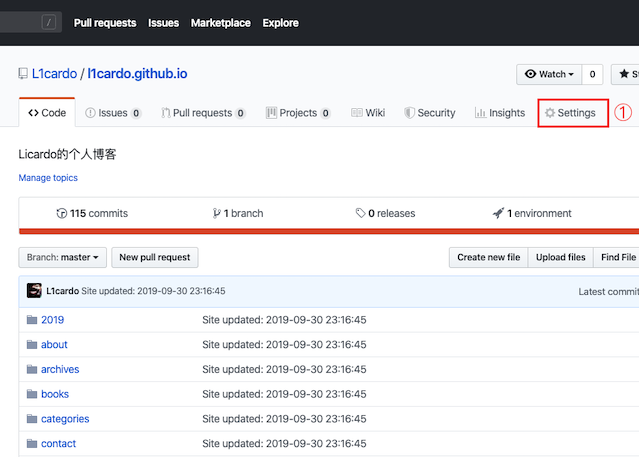 / Pull requests Issues Marketplace Explore
L1cardo / l1cardo.github.io Watch 0 St
Code Issues 0 Pull requests 0 Projects 0 Wiki Security Insights Settings ①
Licardo的个人博客
Manage topics
115 commits 1 branch 0 releases 1 environment
Branch: master New pull request Create new file Upload files Find File
L1cardo Site updated: 2019-09-30 23:16:45 Latest commit
2019 Site updated: 2019-09-30 23:16:45
about Site updated: 2019-09-30 23:16:45
archives Site updated: 2019-09-30 23:16:45
books Site updated: 2019-09-30 23:16:45
categories Site updated: 2019-09-30 23:16:45
contact Site updated: 2019-09-30 23:16:45